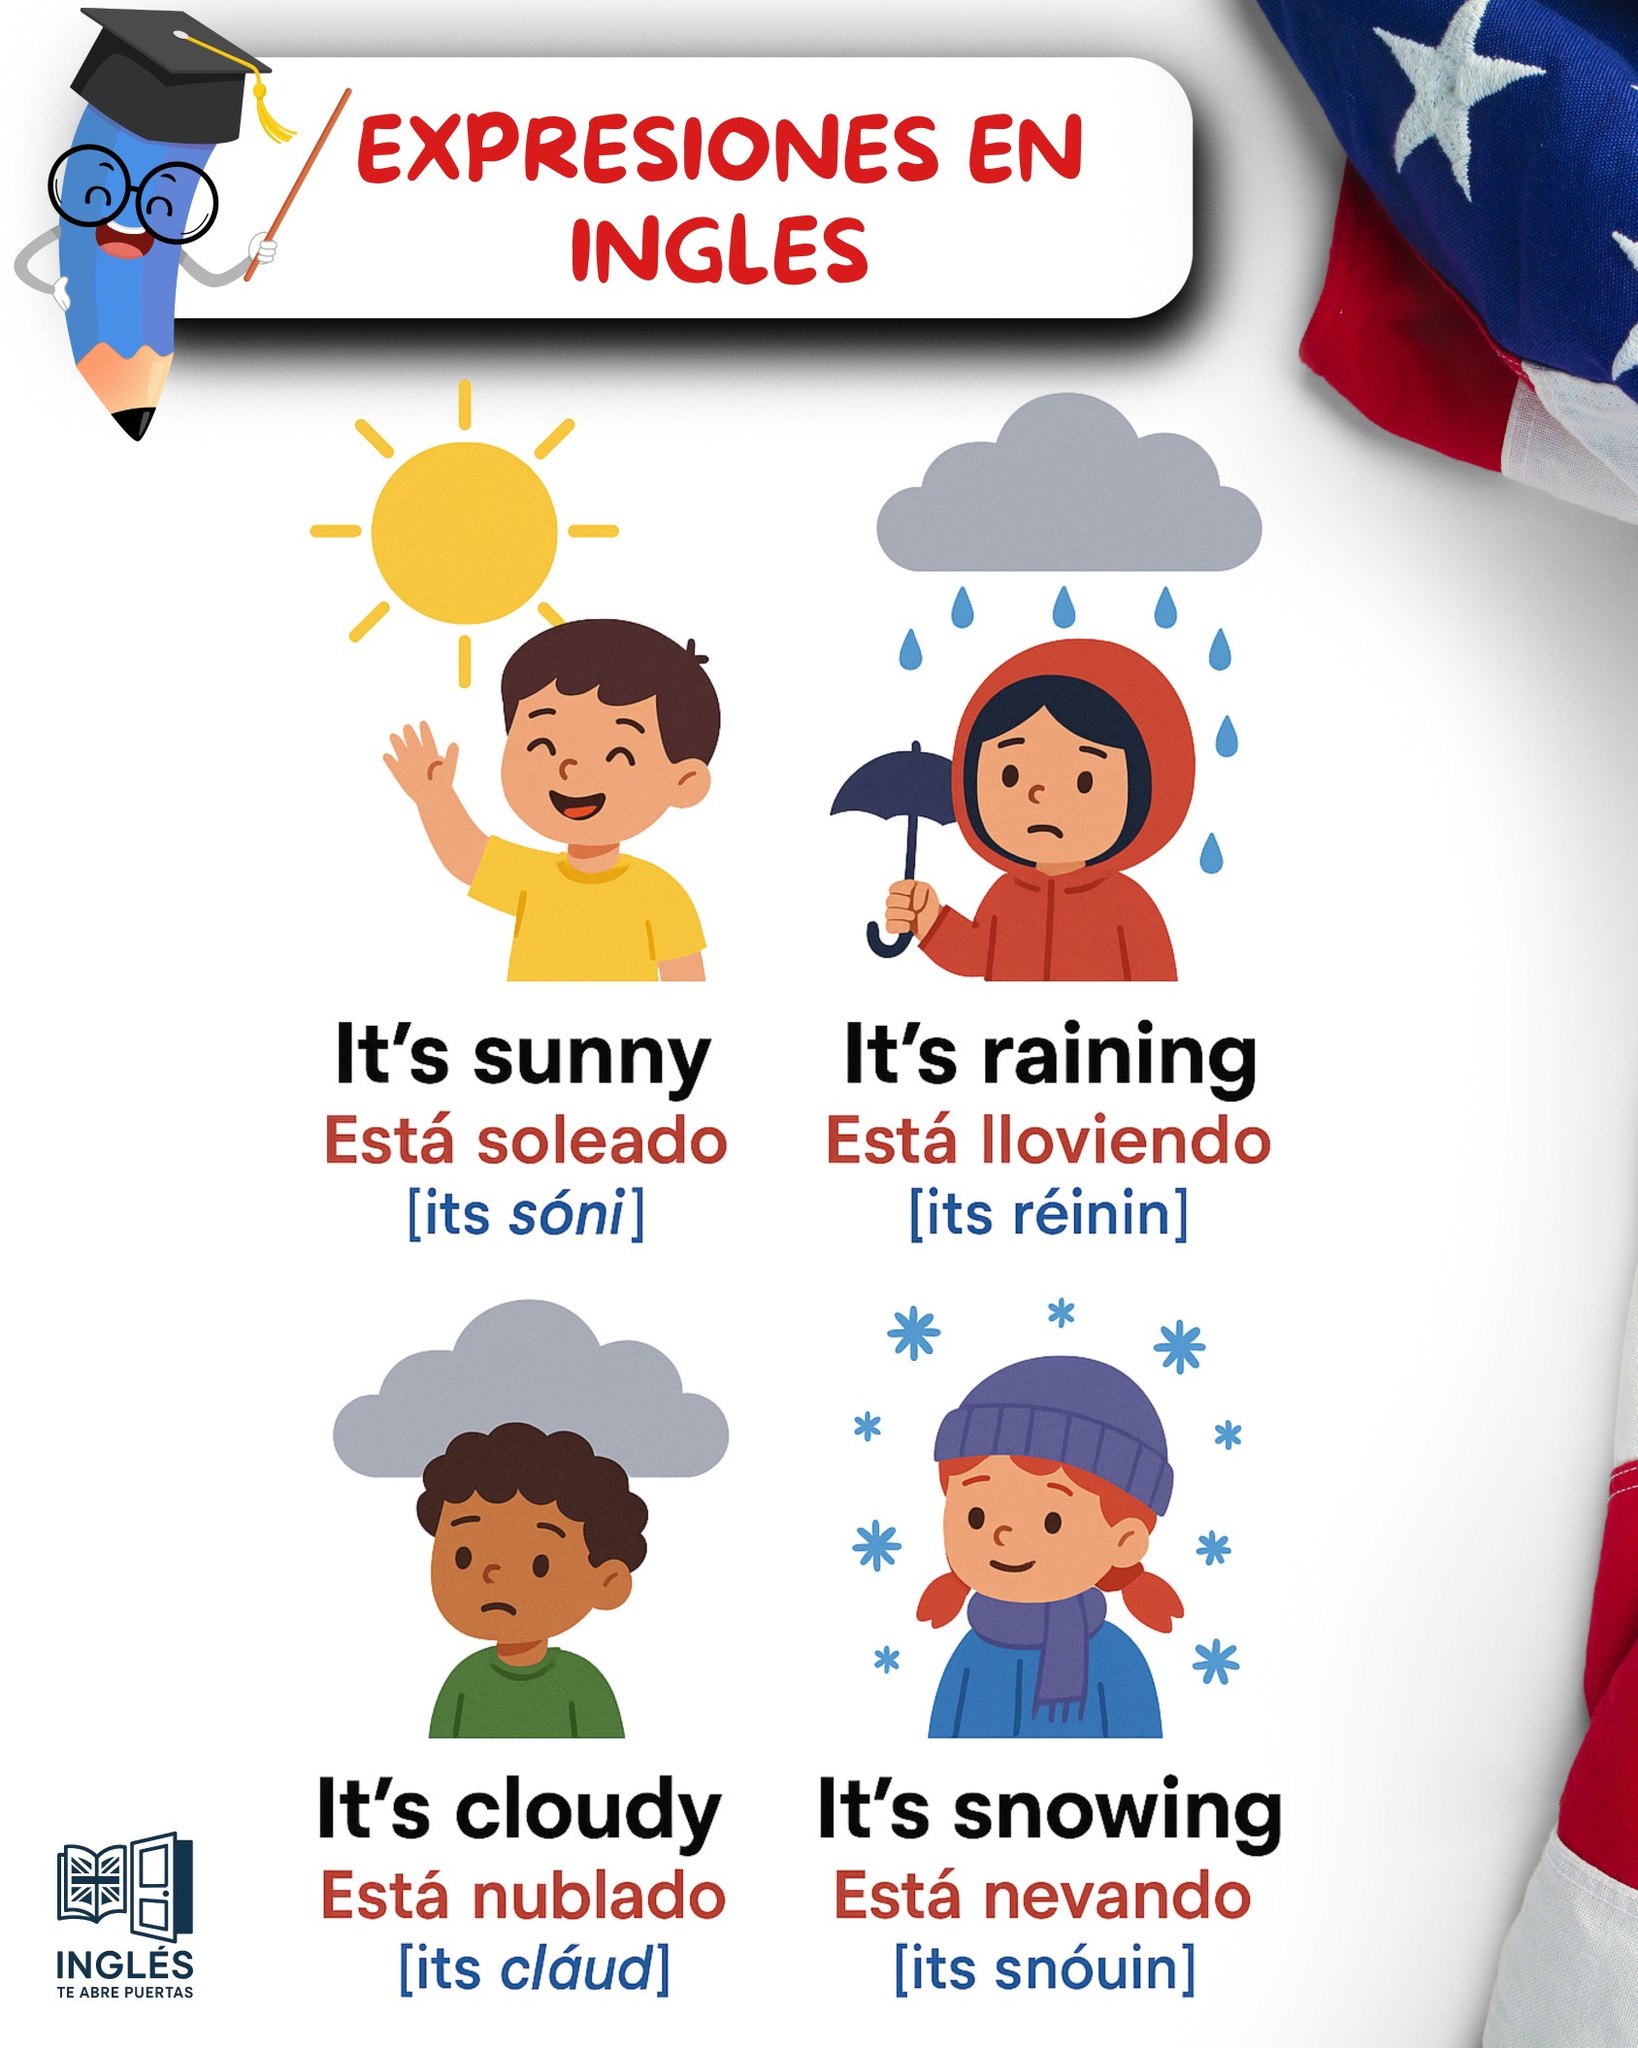 EXPRESIONES EN
INGLES
It's sunny
Está soleado
[its sóni]
It's raining
Está lloviendo
[its réinin]
It's cloudy
Está nublado
[its cláud]
It's snowing
Está nevando
[its snóuin]
INGLÉS
TE ABRE PUERTAS